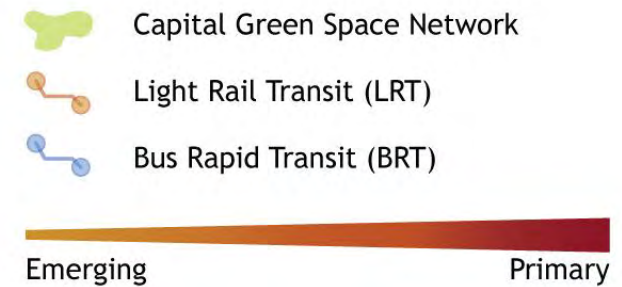 Capital Green Space Network
Light Rail Transit (LRT)
Bus Rapid Transit (BRT)
Emerging Primary